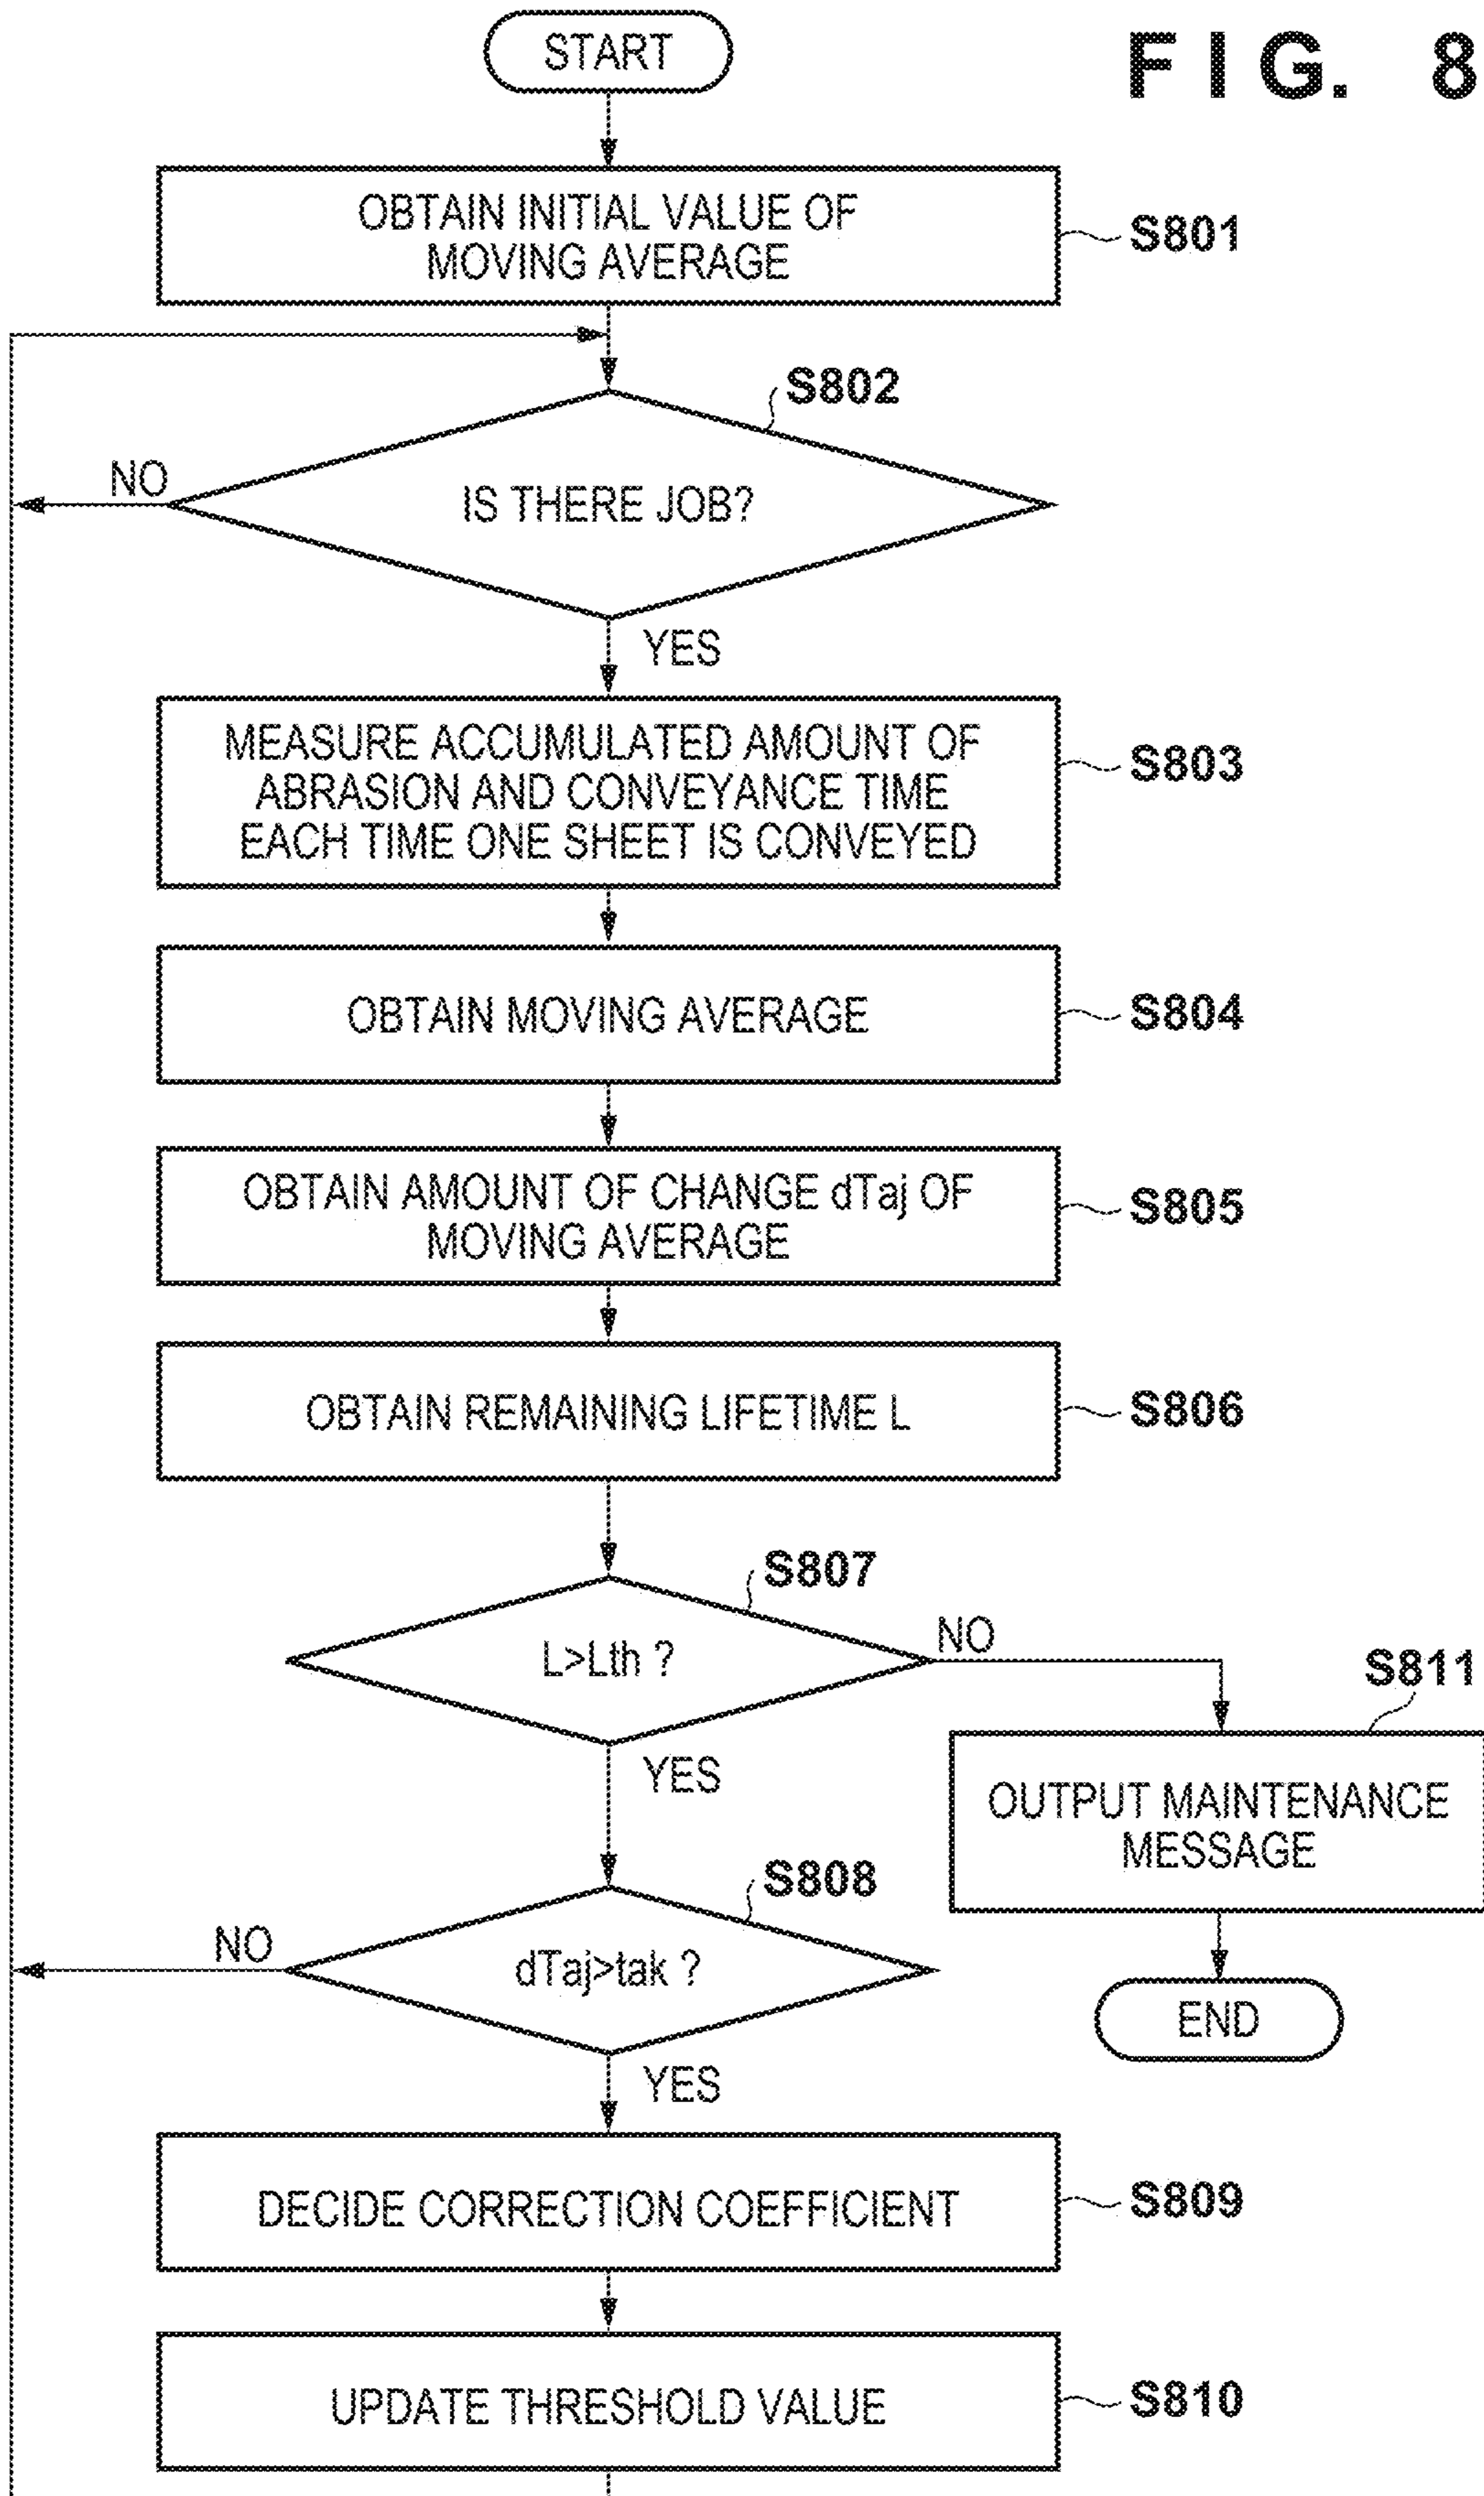 FIG. 8
START
OBTAIN INITIAL VALUE OF
MOVING AVERAGE
S801
S802
NO
IS THERE JOB?
YES
MEASURE ACCUMULATED AMOUNT OF
ABRASION AND CONVEYANCE TIME
EACH TIME ONE SHEET IS CONVEYED
S803
OBTAIN MOVING AVERAGE
S804
OBTAIN AMOUNT OF CHANGE dTaj OF
MOVING AVERAGE
S805
OBTAIN REMAINING LIFETIME L
S806
S807
L>Lth ?
NO
YES
S811
OUTPUT MAINTENANCE
MESSAGE
END
S808
NO
dTaj>tak ?
YES
DECIDE CORRECTION COEFFICIENT
S809
UPDATE THRESHOLD VALUE
S810